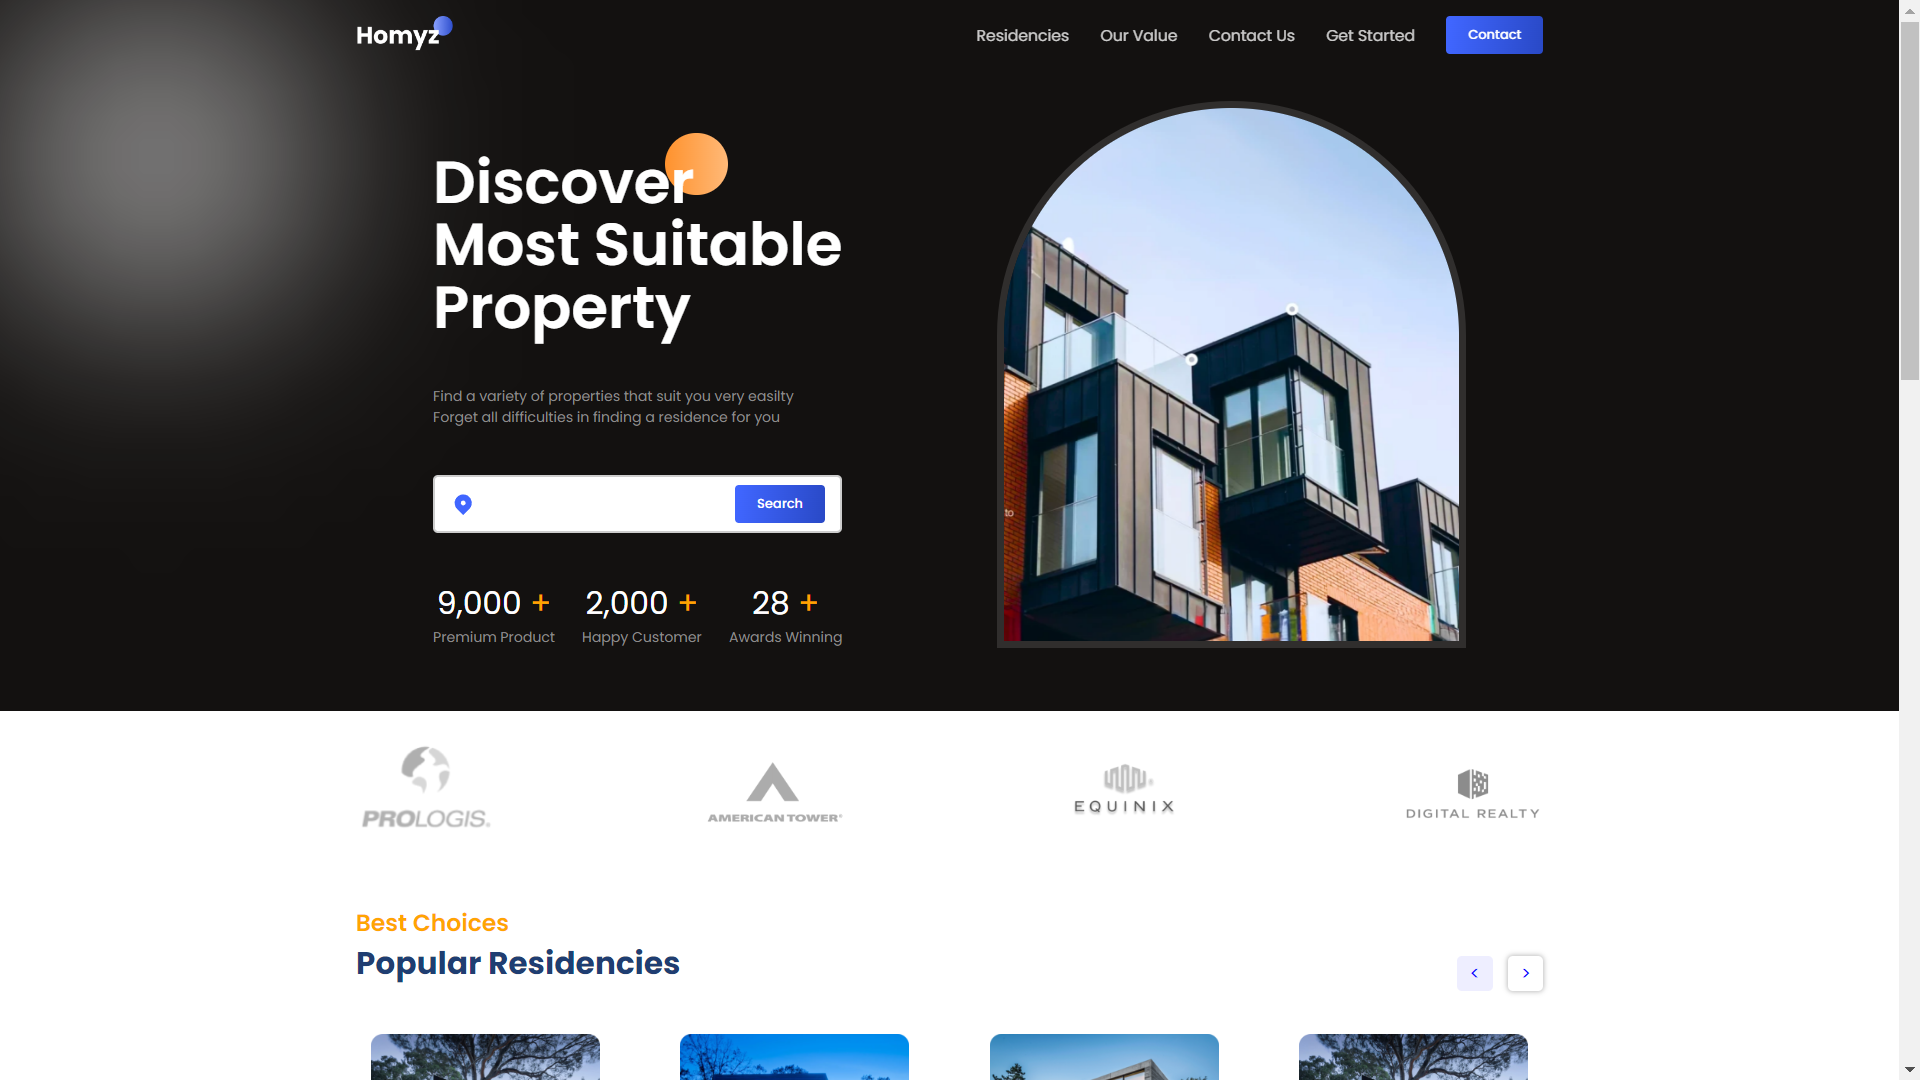 Homyz
Residencies
Our Value
Contact Us
Get Started
Contact
Discover
Most Suitable
Property
Find a variety of properties that suit you very easilty
Forget all difficulties in finding a residence for you
Search
9,000 +
2,000 +
28 +
Premium Product
Happy Customer
Awards Winning
to
PROLOGIS®
AMERICAN TOWER®
EQUINIX
DIGITAL REALTY
Best Choices
Popular Residencies
<
>